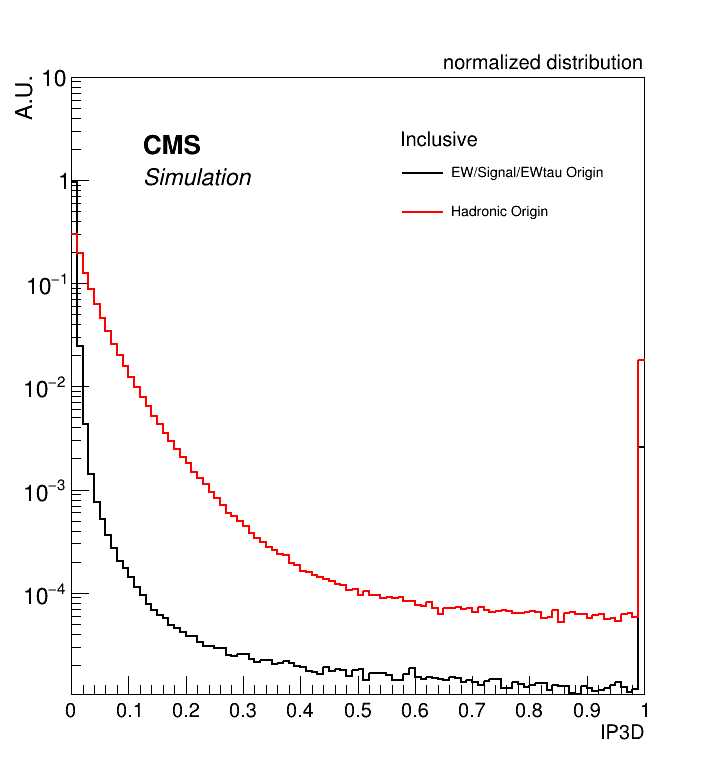 normalized distribution
A.U.
10
CMS
Inclusive
Simulation
EW/Signal/EWtau Origin
1
Hadronic Origin
10⁻¹
10⁻²
10⁻³
10⁻⁴
0 0.1 0.2 0.3 0.4 0.5 0.6 0.7 0.8 0.9 1
IP3D